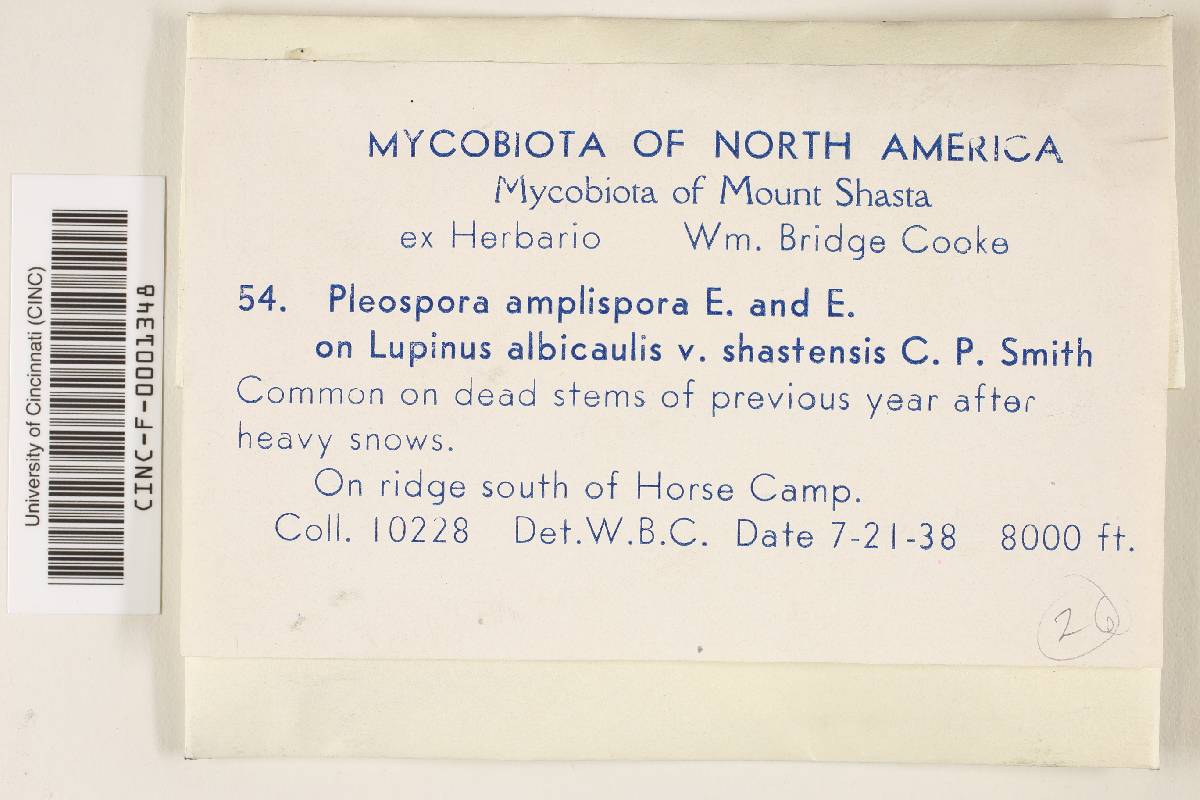 MYCOBIOTA OF NORTH AMERICA
Mycobiota of Mount Shasta
ex Herbario Wm. Bridge Cooke
54. Pleospora amplispora E. and E.
on Lupinus albicaulis v. shastensis C. P. Smith
Common on dead stems of previous year after
heavy snows.
On ridge south of Horse Camp.
Coll. 10228 Det.W.B.C. Date 7-21-38 8000 ft.
26
University of Cincinnati (CINC)
CINC-F-0001348